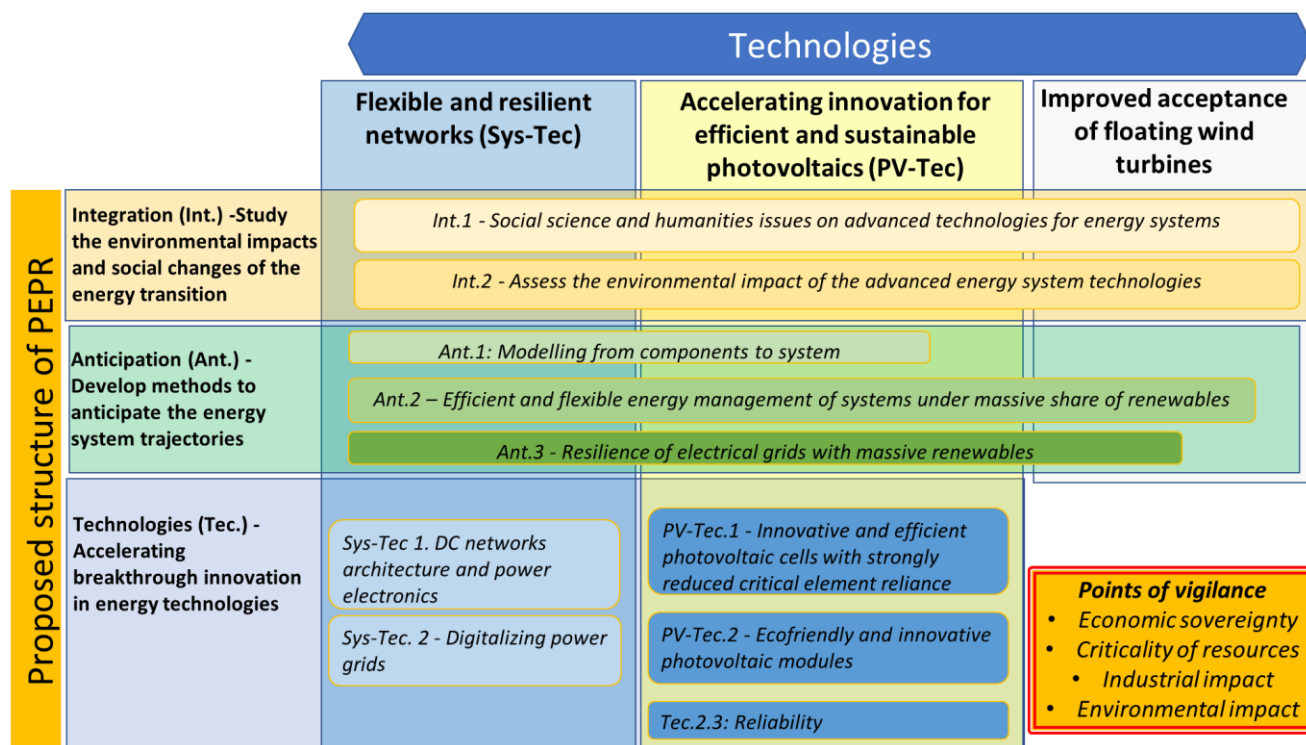 Technologies
Flexible and resilient
networks (Sys-Tec)
Accelerating innovation for
efficient and sustainable
photovoltaics (PV-Tec)
Improved acceptance
of floating wind
turbines
Proposed structure of PEPR
Integration (Int.) -Study
the environmental impacts
and social changes of the
energy transition
Int.1 - Social science and humanities issues on advanced technologies for energy systems
Int.2 - Assess the environmental impact of the advanced energy system technologies
Anticipation (Ant.) -
Develop methods to
anticipate the energy
system trajectories
Ant.1: Modelling from components to system
Ant.2 – Efficient and flexible energy management of systems under massive share of renewables
Ant.3 - Resilience of electrical grids with massive renewables
Technologies (Tec.) -
Accelerating
breakthrough innovation
in energy technologies
Sys-Tec 1. DC networks
architecture and power
electronics
Sys-Tec. 2 - Digitalizing power
grids
PV-Tec.1 - Innovative and efficient
photovoltaic cells with strongly
reduced critical element reliance
PV-Tec.2 - Ecofriendly and innovative
photovoltaic modules
Tec.2.3: Reliability
Points of vigilance
• Economic sovereignty
• Criticality of resources
• Industrial impact
• Environmental impact